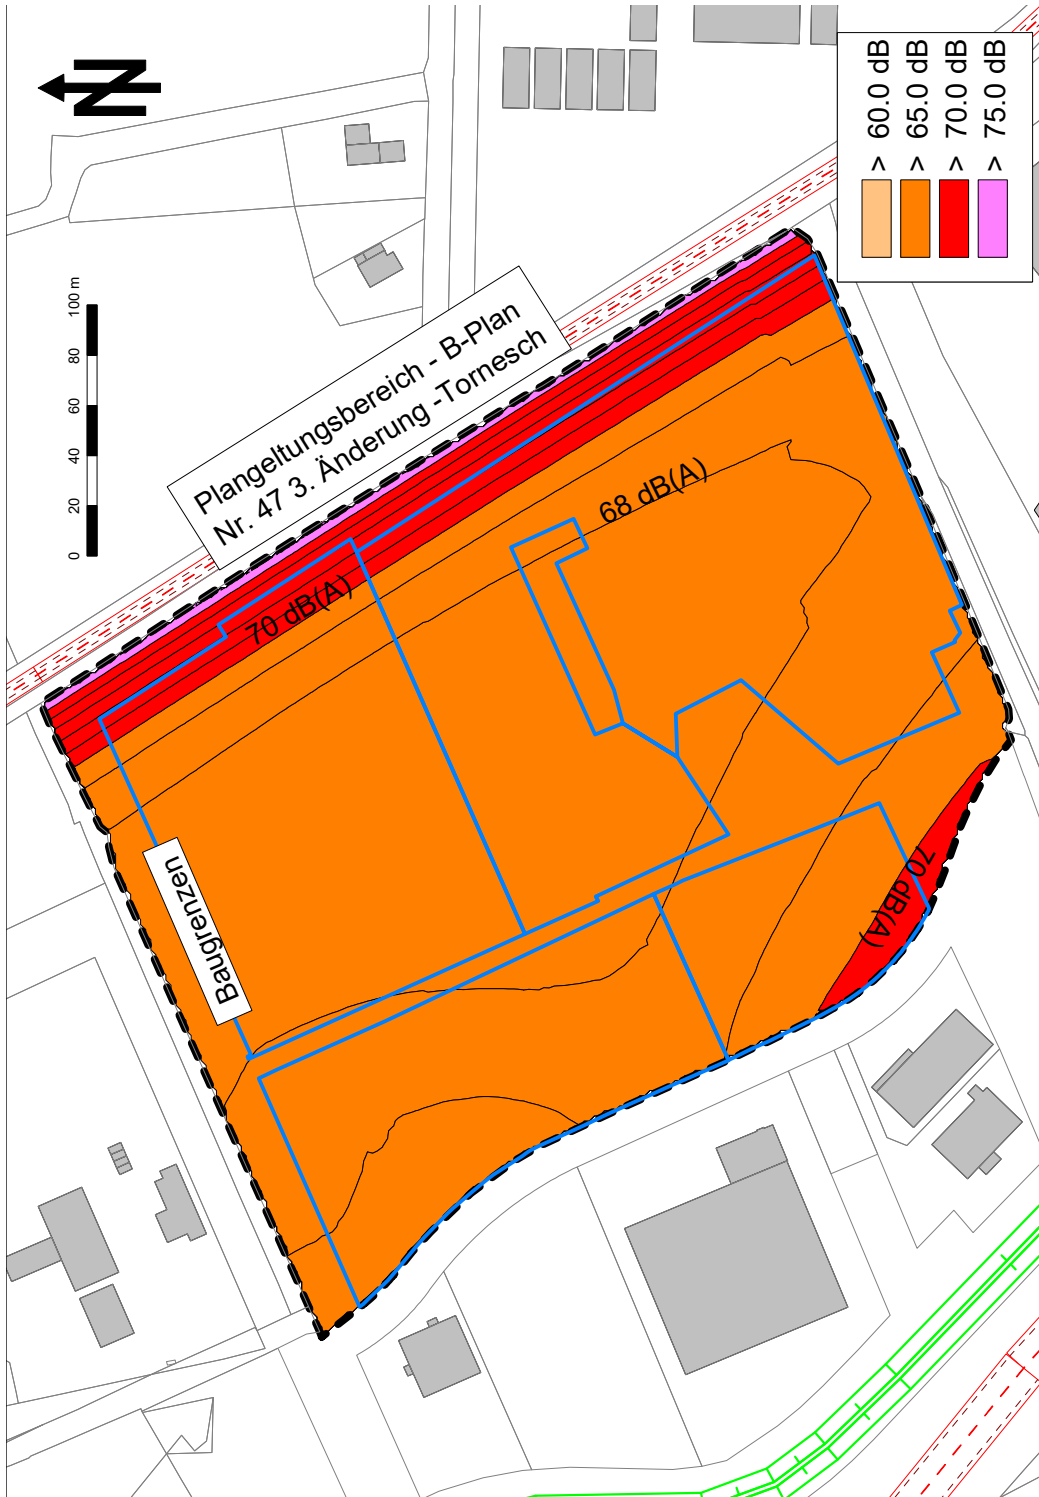 N
0
20
40
60
80
100 m
> 60.0 dB
> 65.0 dB
> 70.0 dB
> 75.0 dB
Plangeltungsbereich - B-Plan
Nr. 47 3. Änderung -Tornesch
70 dB(A)
68 dB(A)
Baugrenzen
70 dB(A)